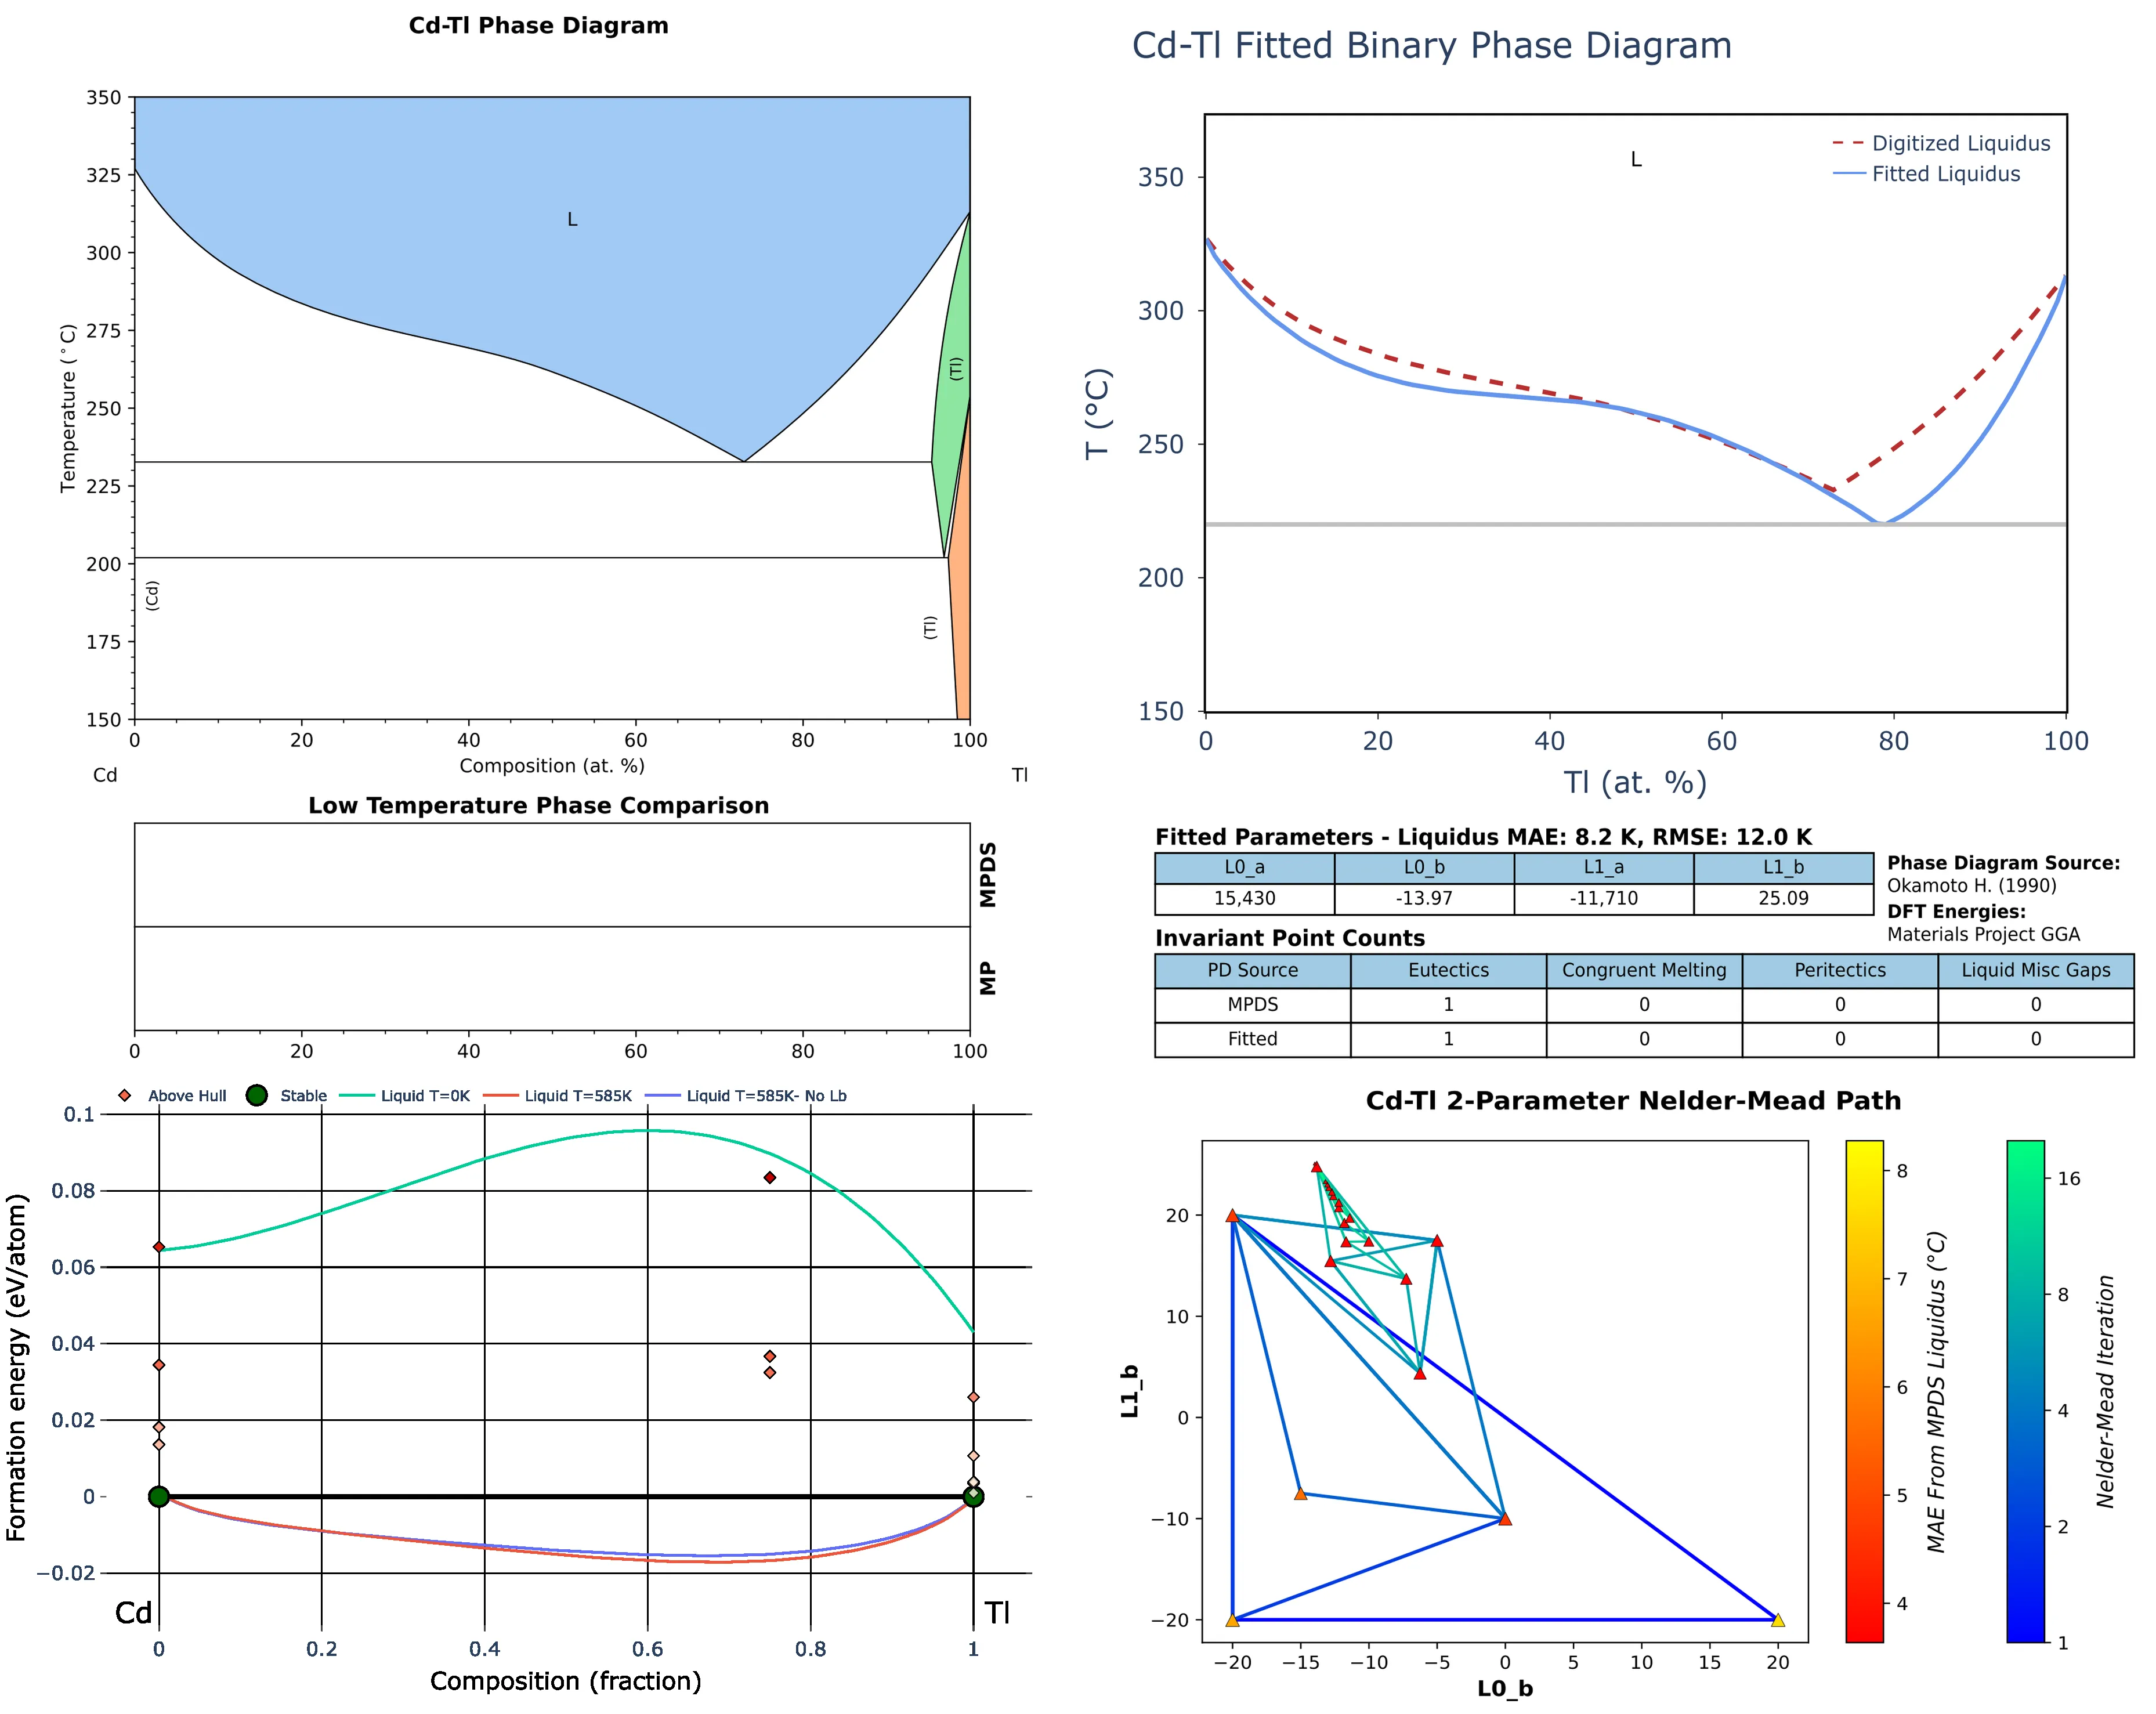 Cd-Tl Phase Diagram
350
325
300
275
250
225
200
175
150
Temperature (°C)
L
(Tl)
(Tl)
(Cd)
0 20 40 60 80 100
Composition (at. %)
Cd Tl
Cd-Tl Fitted Binary Phase Diagram
L
Digitized Liquidus
Fitted Liquidus
350
300
250
200
150
T (°C)
0 20 40 60 80 100
Tl (at. %)
Low Temperature Phase Comparison
MPDS
MP
0 20 40 60 80 100
Fitted Parameters - Liquidus MAE: 8.2 K, RMSE: 12.0 K
L0_a L0_b L1_a L1_b
15,430 -13.97 -11,710 25.09
Phase Diagram Source:
Okamoto H. (1990)
DFT Energies:
Materials Project GGA
Invariant Point Counts
PD Source Eutectics Congruent Melting Peritectics Liquid Misc Gaps
MPDS 1 0 0 0
Fitted 1 0 0 0
Above Hull Stable Liquid T=0K Liquid T=585K Liquid T=585K- No Lb
0.1
0.08
0.06
0.04
0.02
0
−0.02
Formation energy (eV/atom)
Cd Tl
0 0.2 0.4 0.6 0.8 1
Composition (fraction)
Cd-Tl 2-Parameter Nelder-Mead Path
20
10
0
−10
−20
L1_b
−20 −15 −10 −5 0 5 10 15 20
L0_b
8
7
6
5
4
MAE From MPDS Liquidus (°C)
16
8
4
2
1
Nelder-Mead Iteration